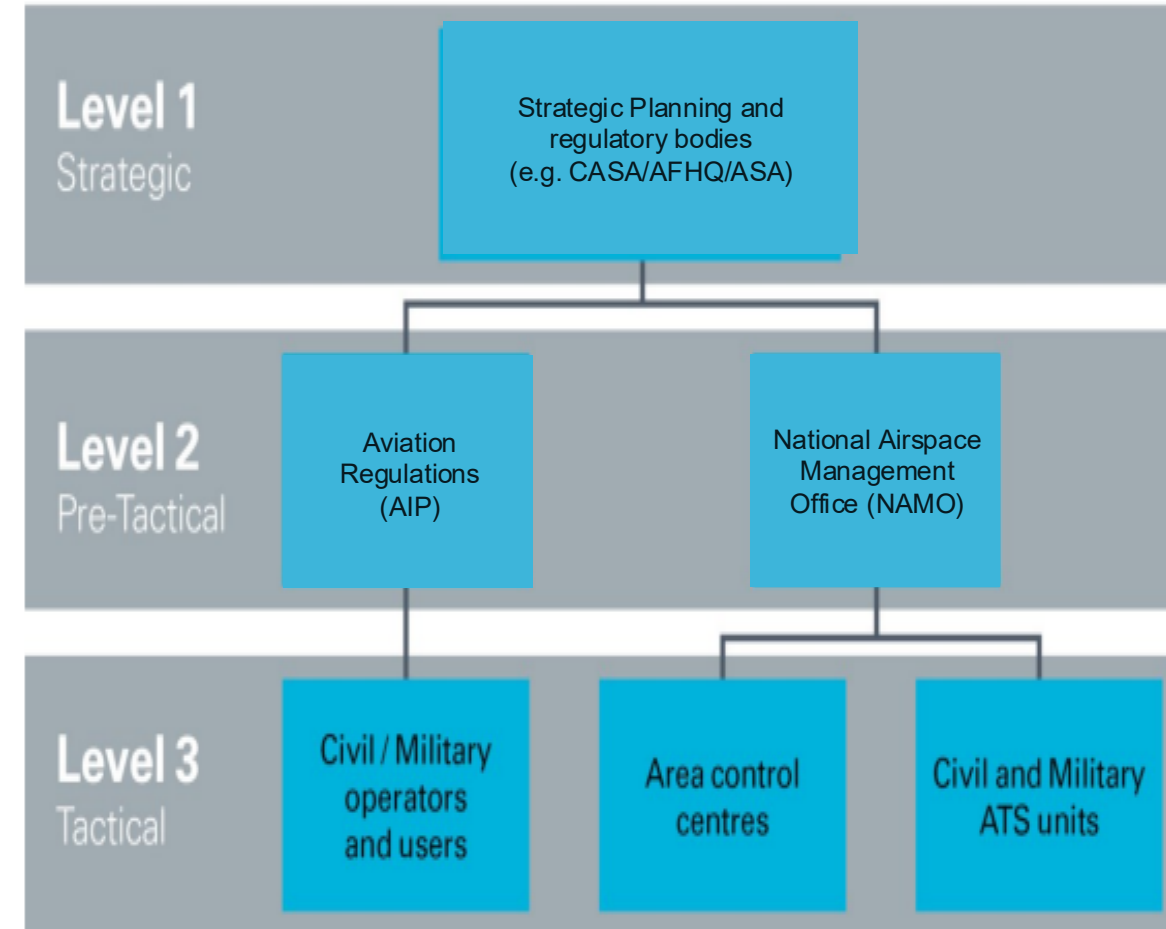 Level 1
Strategic
Strategic Planning and
regulatory bodies
(e.g. CASA/AFHQ/ASA)
Level 2
Pre-Tactical
Aviation
Regulations
(AIP)
National Airspace
Management
Office (NAMO)
Level 3
Tactical
Civil / Military
operators
and users
Area control
centres
Civil and Military
ATS units